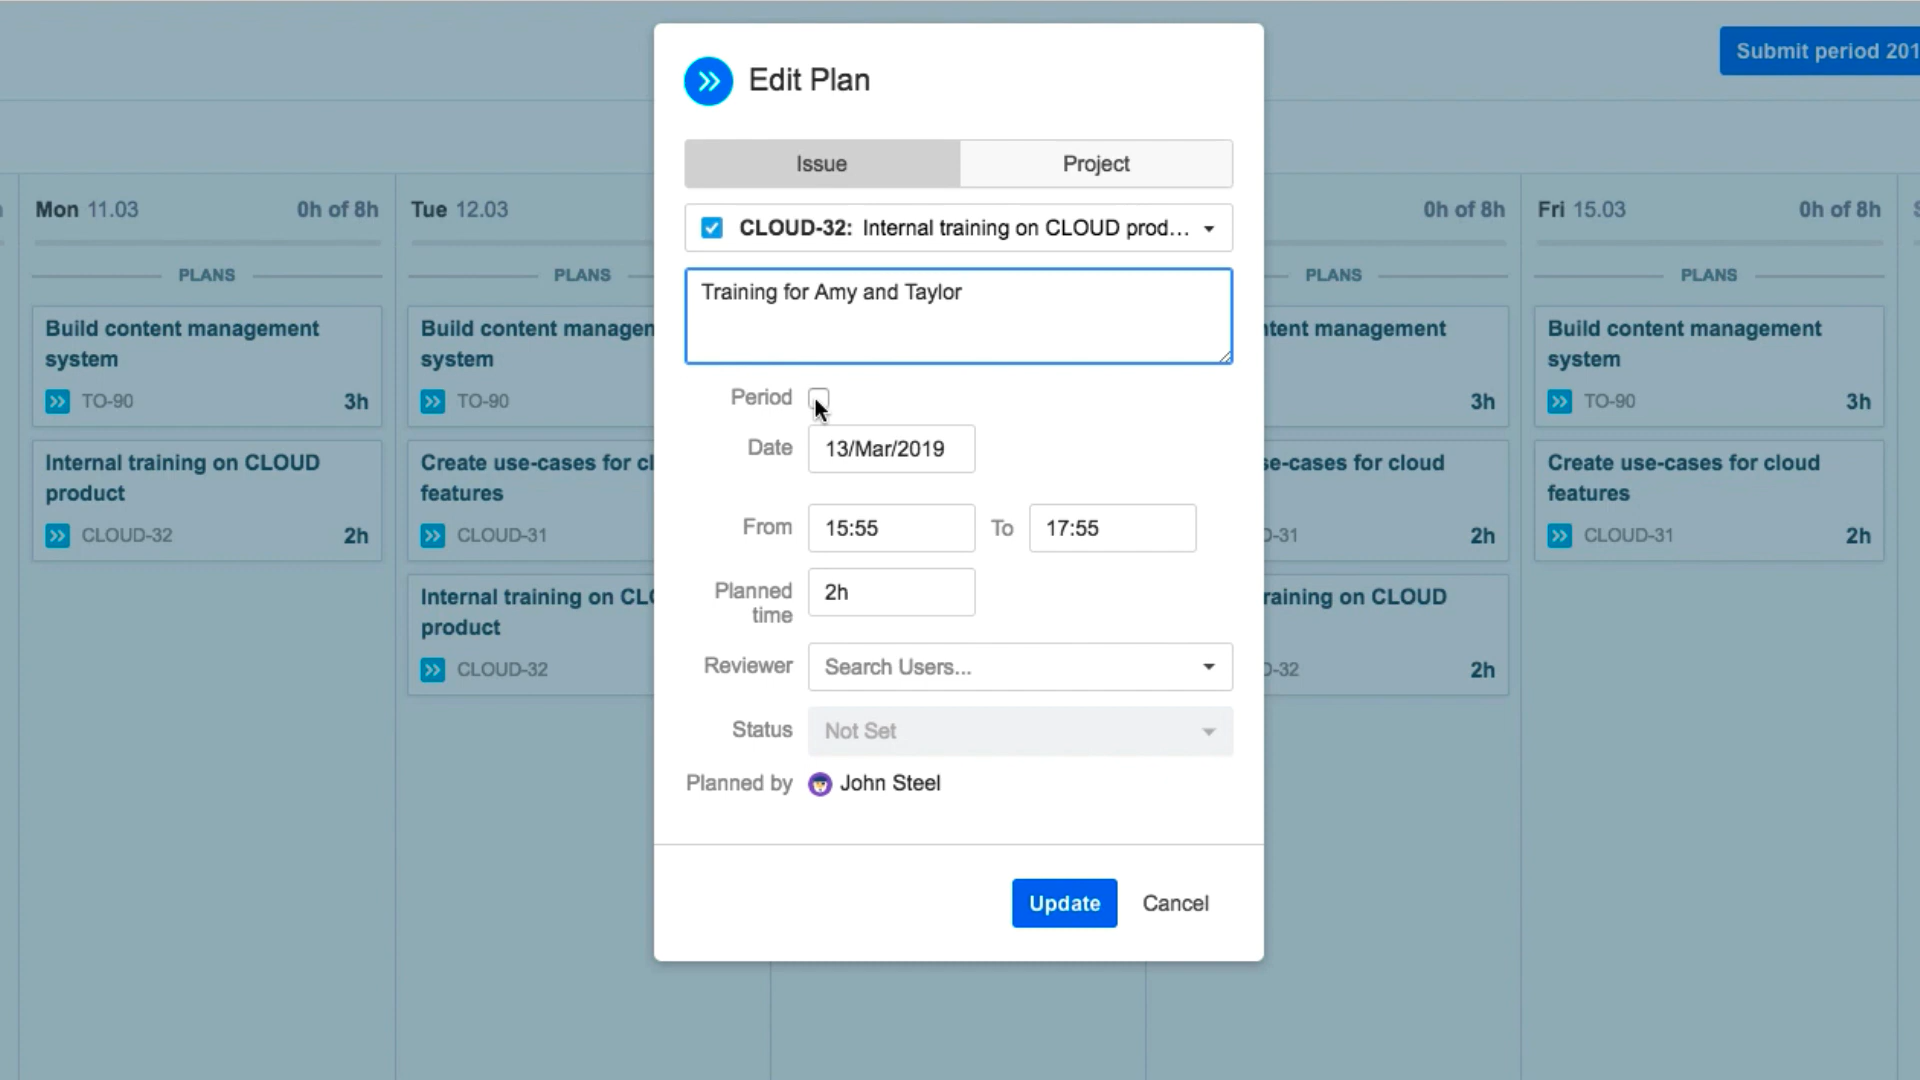 Submit period 201
Edit Plan
Issue
Project
CLOUD-32: Internal training on CLOUD prod...
Training for Amy and Taylor
Period
Date
13/Mar/2019
From
15:55
To
17:55
Planned
time
2h
Reviewer
Search Users...
Status
Not Set
Planned by
John Steel
Update
Cancel
Mon 11.03
0h of 8h
PLANS
Build content management
system
TO-90
3h
Internal training on CLOUD
product
CLOUD-32
2h
Tue 12.03
PLANS
Build content managen
system
TO-90
Create use-cases for cl
features
CLOUD-31
Internal training on CL
product
CLOUD-32
0h of 8h
PLANS
ntent management
3h
se-cases for cloud
-31
2h
raining on CLOUD
-32
2h
Fri 15.03
0h of 8h
PLANS
Build content management
system
TO-90
3h
Create use-cases for cloud
features
CLOUD-31
2h